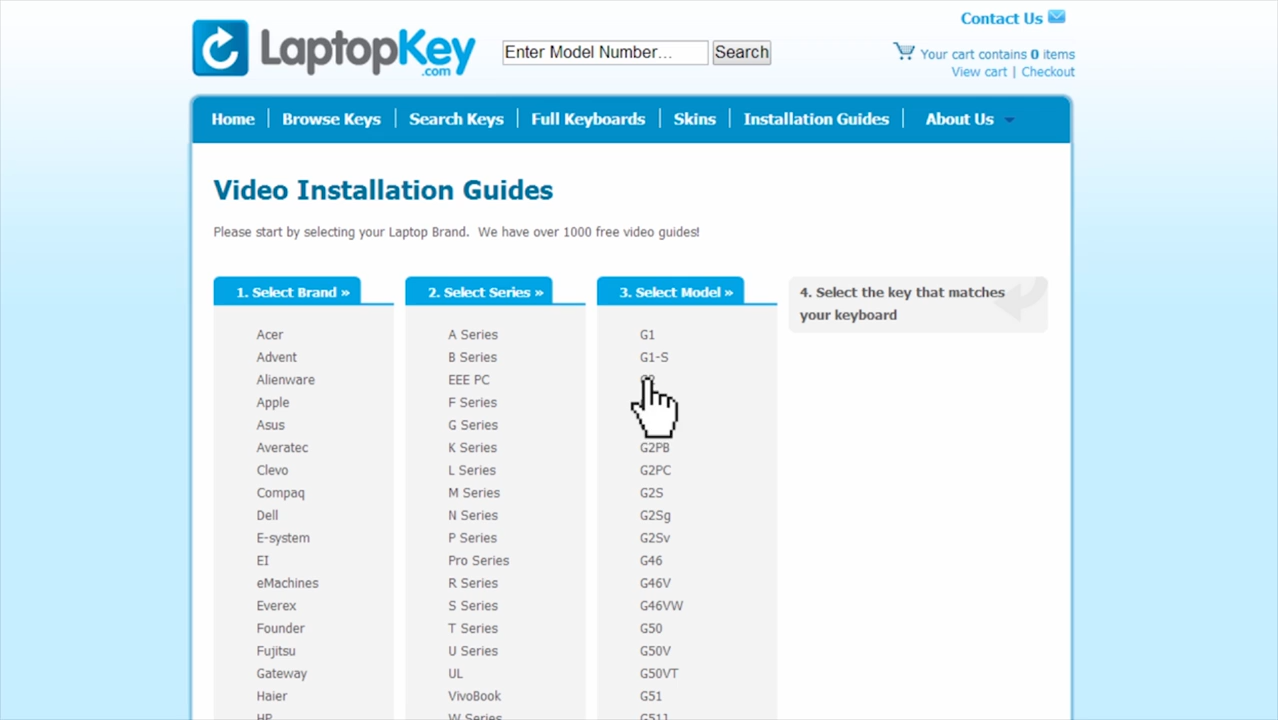 Contact Us
LaptopKey
.com
Enter Model Number...
Search
Your cart contains 0 items
View cart | Checkout
Home
Browse Keys
Search Keys
Full Keyboards
Skins
Installation Guides
About Us
Video Installation Guides
Please start by selecting your Laptop Brand. We have over 1000 free video guides!
1. Select Brand »
Acer
Advent
Alienware
Apple
Asus
Averatec
Clevo
Compaq
Dell
E-system
EI
eMachines
Everex
Founder
Fujitsu
Gateway
Haier
HP
2. Select Series »
A Series
B Series
EEE PC
F Series
G Series
K Series
L Series
M Series
N Series
P Series
Pro Series
R Series
S Series
T Series
U Series
UL
VivoBook
W Series
3. Select Model »
G1
G1-S
G2PB
G2PC
G2S
G2Sg
G2Sv
G46
G46V
G46VW
G50
G50V
G50VT
G51
G51J
4. Select the key that matches
your keyboard